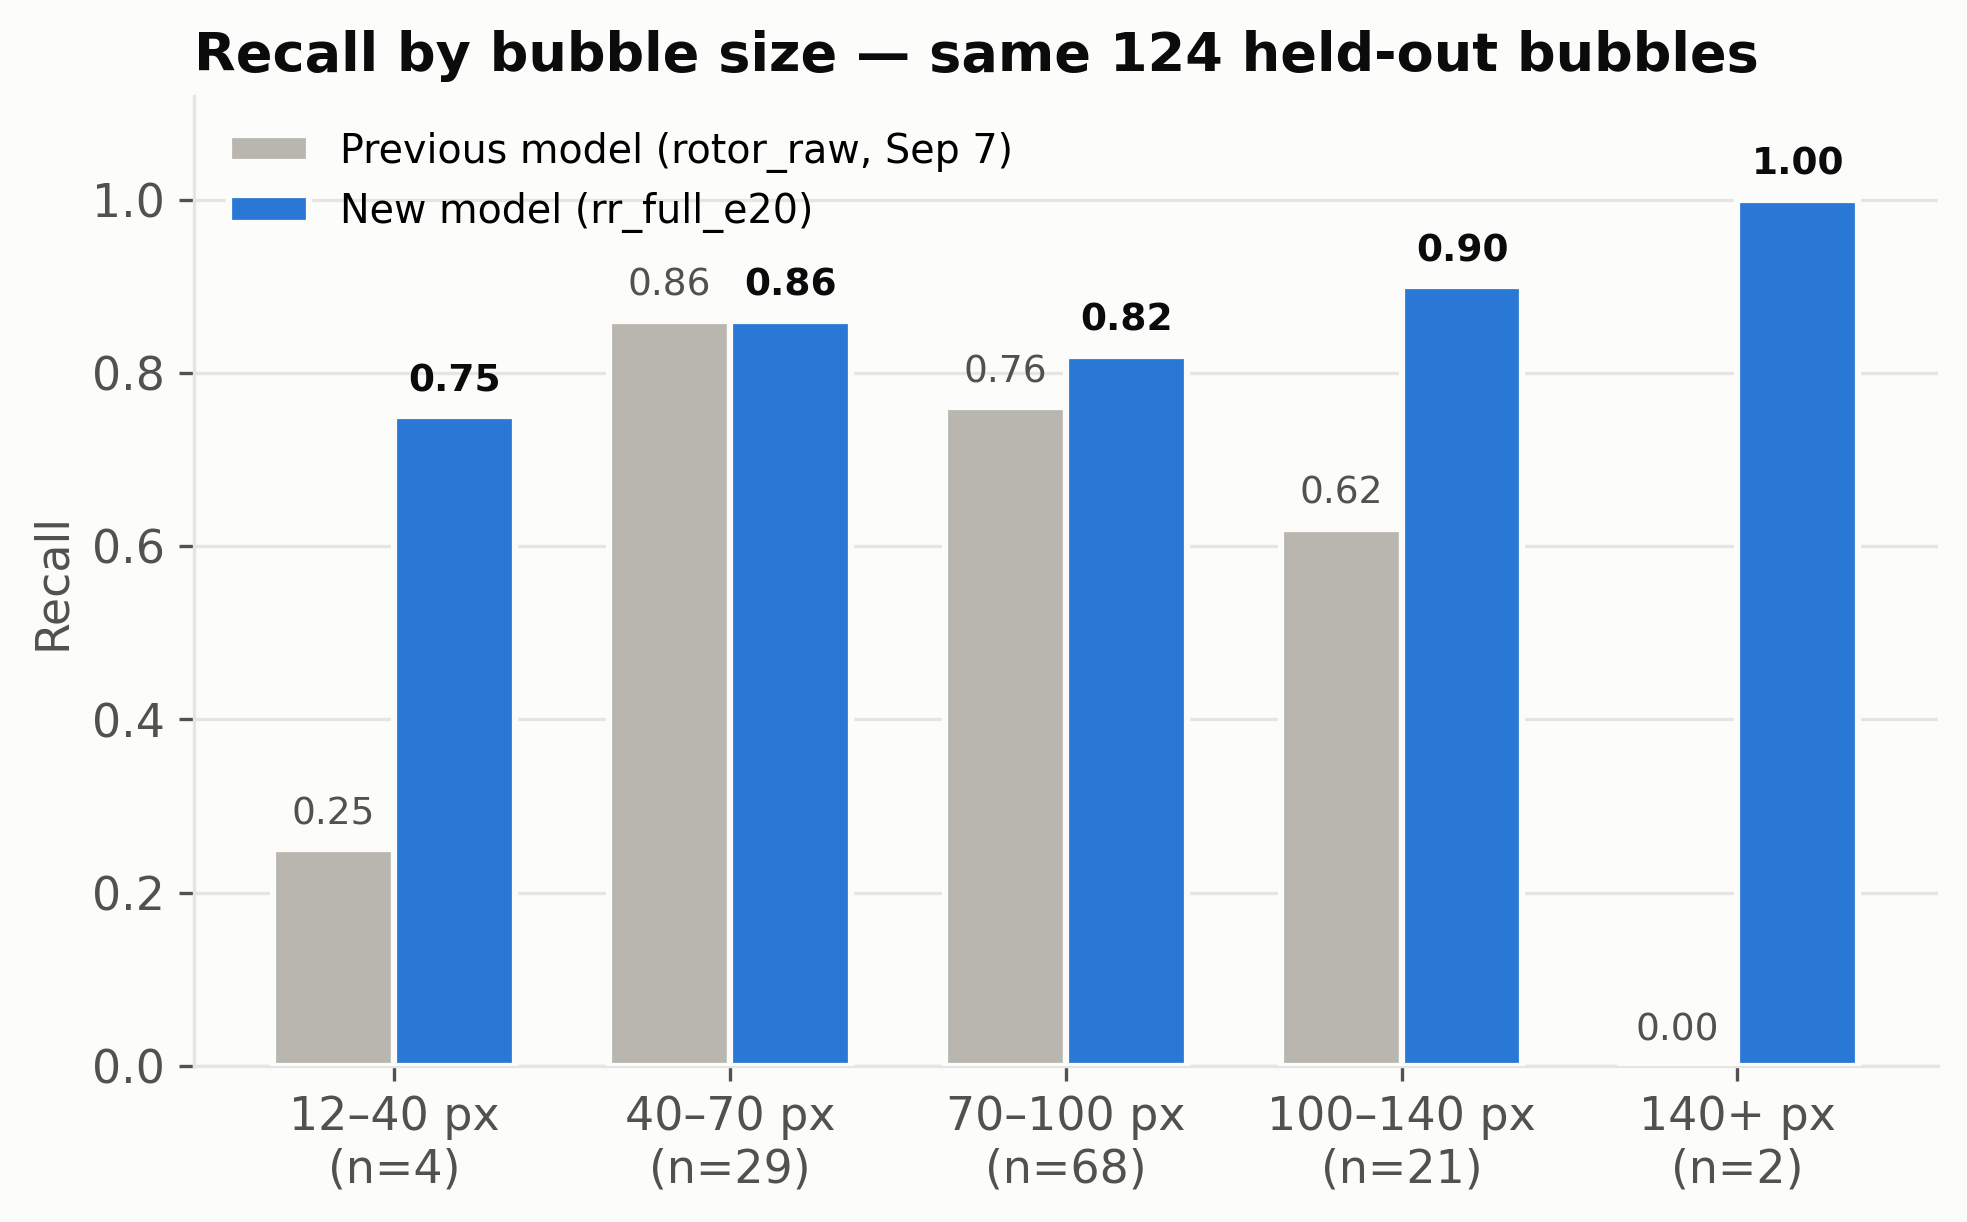 Recall by bubble size — same 124 held-out bubbles
Previous model (rotor_raw, Sep 7)
New model (rr_full_e20)
Recall
1.0
0.8
0.6
0.4
0.2
0.0
0.25
0.75
0.86
0.86
0.76
0.82
0.62
0.90
0.00
1.00
12–40 px
(n=4)
40–70 px
(n=29)
70–100 px
(n=68)
100–140 px
(n=21)
140+ px
(n=2)